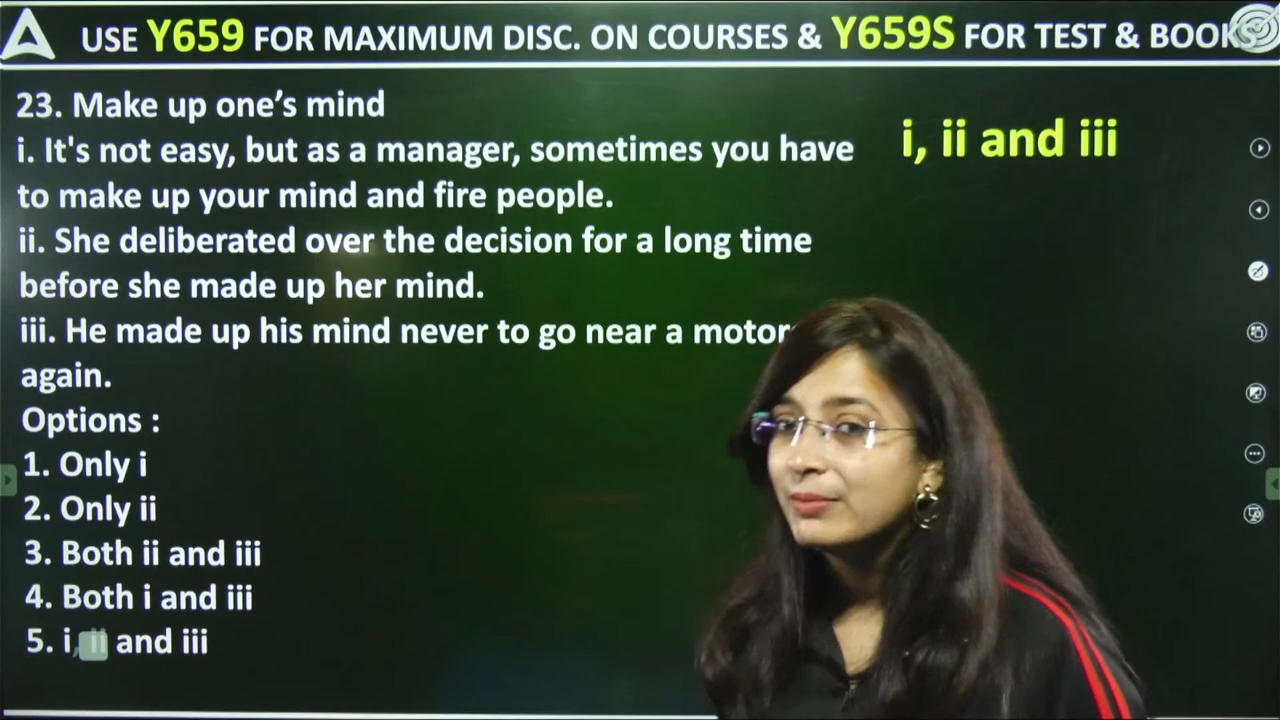 USE Y659 FOR MAXIMUM DISC. ON COURSES & Y659S FOR TEST & BOOKS
23. Make up one’s mind
i, ii and iii
i. It's not easy, but as a manager, sometimes you have
to make up your mind and fire people.
ii. She deliberated over the decision for a long time
before she made up her mind.
iii. He made up his mind never to go near a motor
again.
Options :
1. Only i
2. Only ii
3. Both ii and iii
4. Both i and iii
5. i, ii and iii